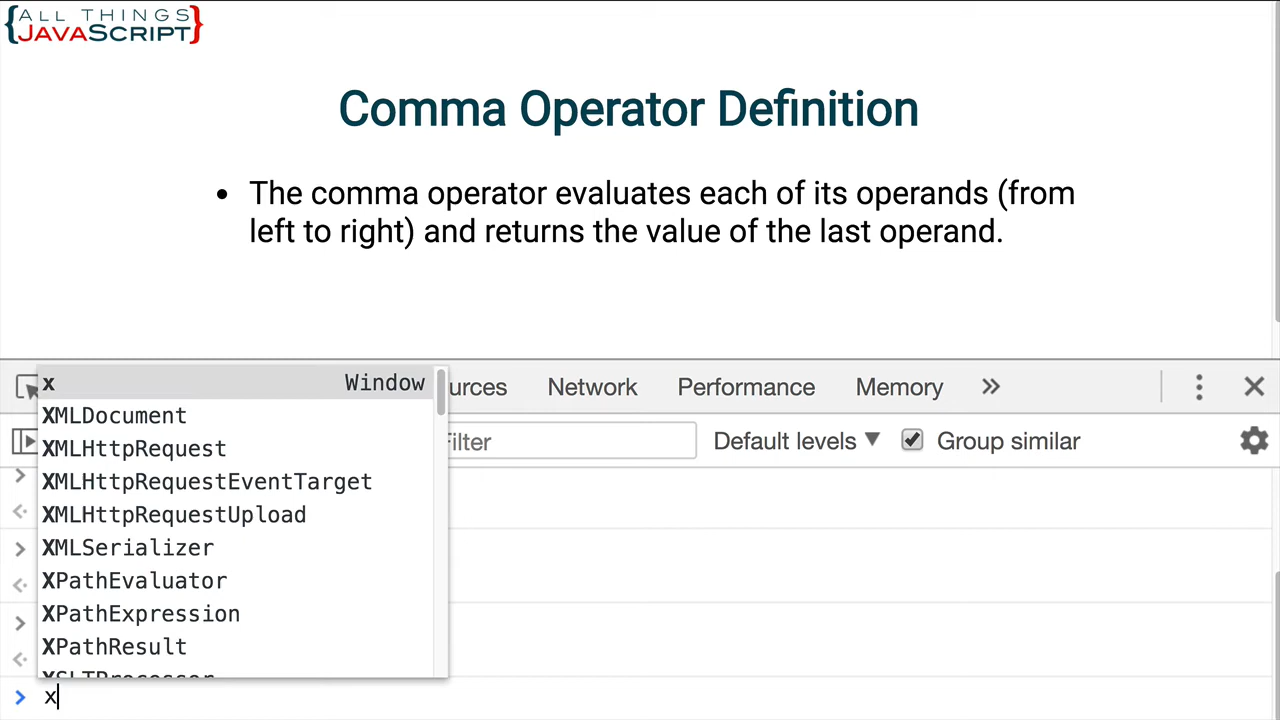 {ALL THINGS
JAVASCRIPT}
Comma Operator Definition
• The comma operator evaluates each of its operands (from
left to right) and returns the value of the last operand.
x Window
XMLDocument
XMLHttpRequest
XMLHttpRequestEventTarget
XMLHttpRequestUpload
XMLSerializer
XPathEvaluator
XPathExpression
XPathResult
XSLTProcessor
urces Network Performance Memory »
ilter Default levels ▼ Group similar
> x